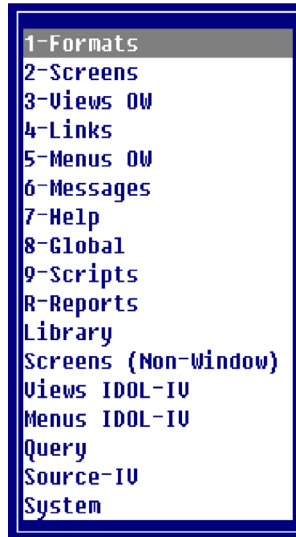 1-Formats
2-Screens
3-Views OW
4-Links
5-Menus OW
6-Messages
7-Help
8-Global
9-Scripts
R-Reports
Library
Screens (Non-Window)
Views IDOL-IV
Menus IDOL-IV
Query
Source-IV
System